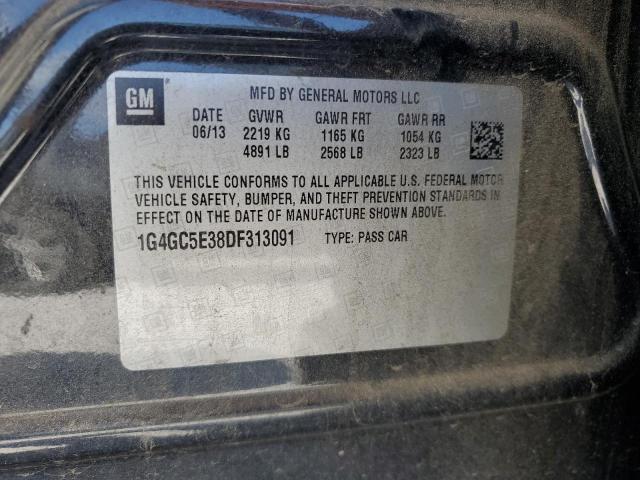 GM
MFD BY GENERAL MOTORS LLC
DATE GVWR GAWR FRT GAWR RR
06/13 2219 KG 1165 KG 1054 KG
4891 LB 2568 LB 2323 LB
THIS VEHICLE CONFORMS TO ALL APPLICABLE U.S. FEDERAL MOTOR
VEHICLE SAFETY, BUMPER, AND THEFT PREVENTION STANDARDS IN
EFFECT ON THE DATE OF MANUFACTURE SHOWN ABOVE.
1G4GC5E38DF313091 TYPE: PASS CAR